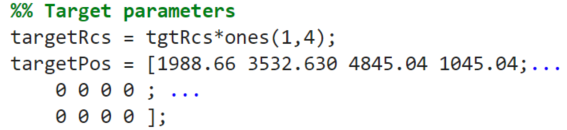 %% Target parameters
targetRcs = tgtRcs*ones(1,4);
targetPos = [1988.66 3532.630 4845.04 1045.04;...
0 0 0 0 ; ...
0 0 0 0 ];